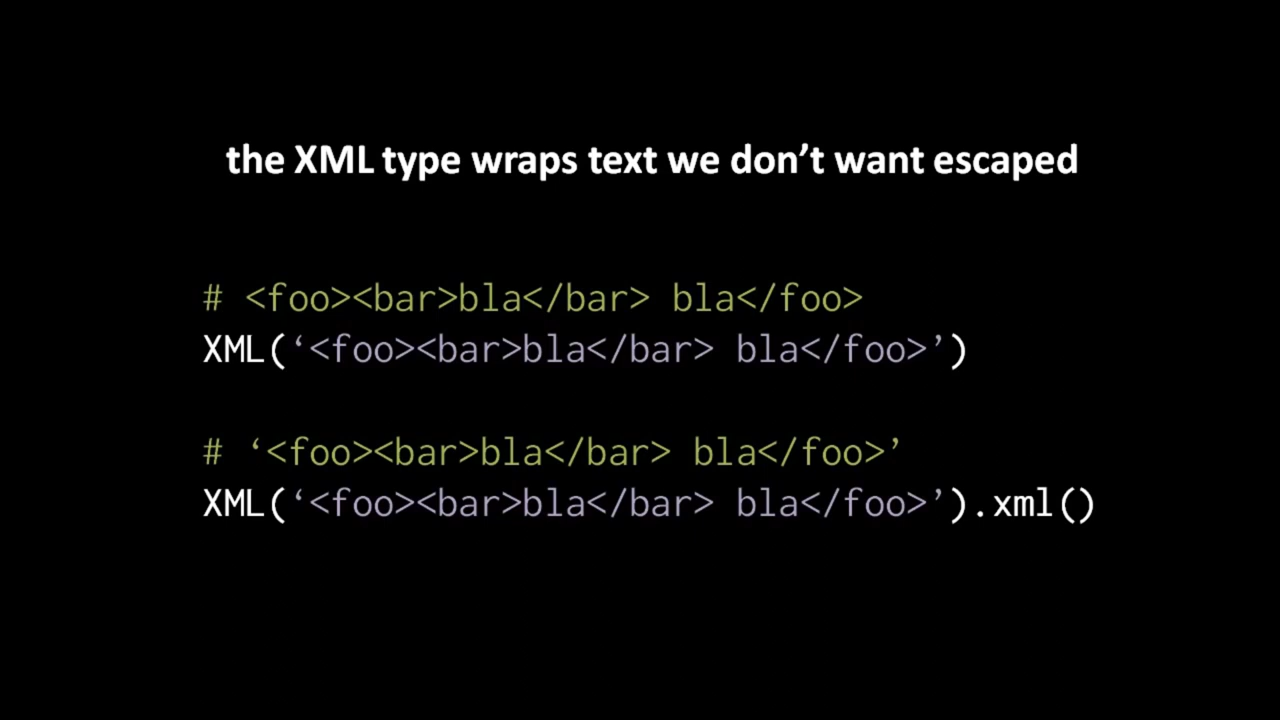 the XML type wraps text we don’t want escaped
# <foo><bar>bla</bar> bla</foo>
XML(‘<foo><bar>bla</bar> bla</foo>’)
# ‘<foo><bar>bla</bar> bla</foo>’
XML(‘<foo><bar>bla</bar> bla</foo>’).xml()